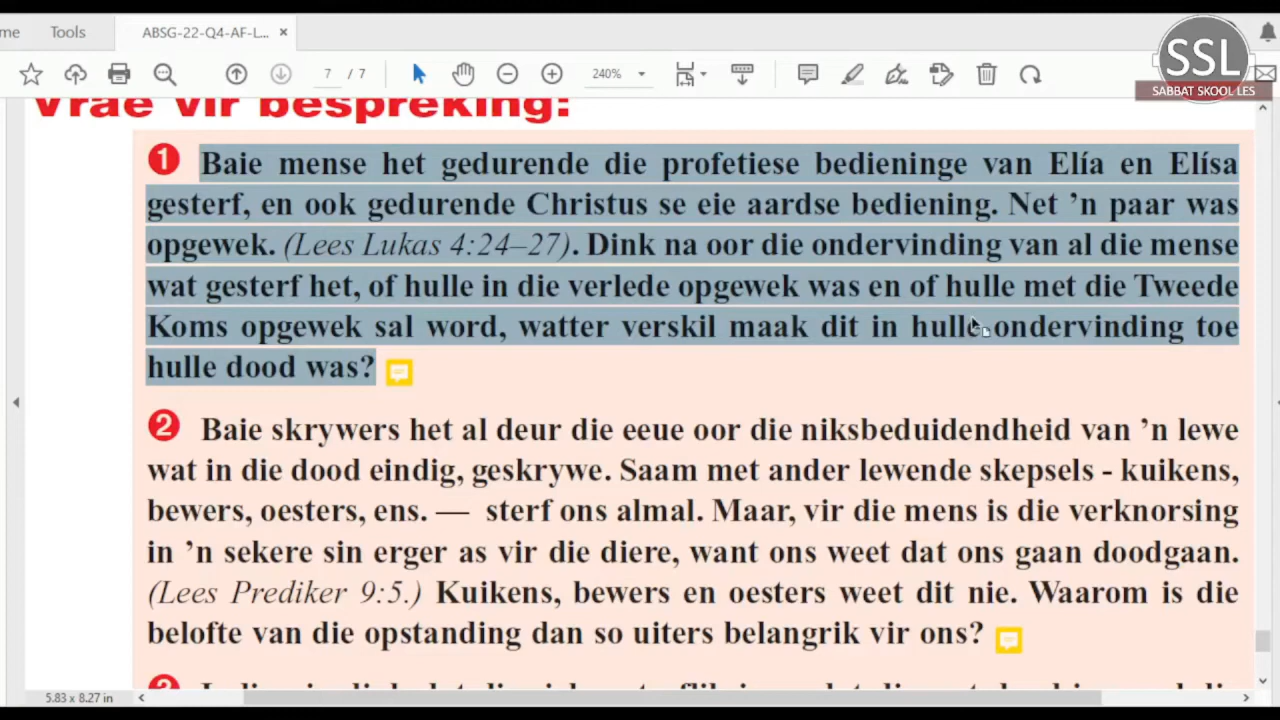 me
Tools
ABSG-22-Q4-AF-L... ×
7 / 7
240%
SSL
SABBAT SKOOL LES
Vrae vir bespreking:
1 Baie mense het gedurende die profetiese bedieninge van Elía en Elísa
gesterf, en ook gedurende Christus se eie aardse bediening. Net ’n paar was
opgewek. (Lees Lukas 4:24–27). Dink na oor die ondervinding van al die mense
wat gesterf het, of hulle in die verlede opgewek was en of hulle met die Tweede
Koms opgewek sal word, watter verskil maak dit in hulle ondervinding toe
hulle dood was?
2 Baie skrywers het al deur die eeue oor die niksbeduidendheid van ’n lewe
wat in die dood eindig, geskrywe. Saam met ander lewende skepsels - kuikens,
bewers, oesters, ens. — sterf ons almal. Maar, vir die mens is die verknorsing
in ’n sekere sin erger as vir die diere, want ons weet dat ons gaan doodgaan.
(Lees Prediker 9:5.) Kuikens, bewers en oesters weet dit nie. Waarom is die
belofte van die opstanding dan so uiters belangrik vir ons?
5.83 x 8.27 in